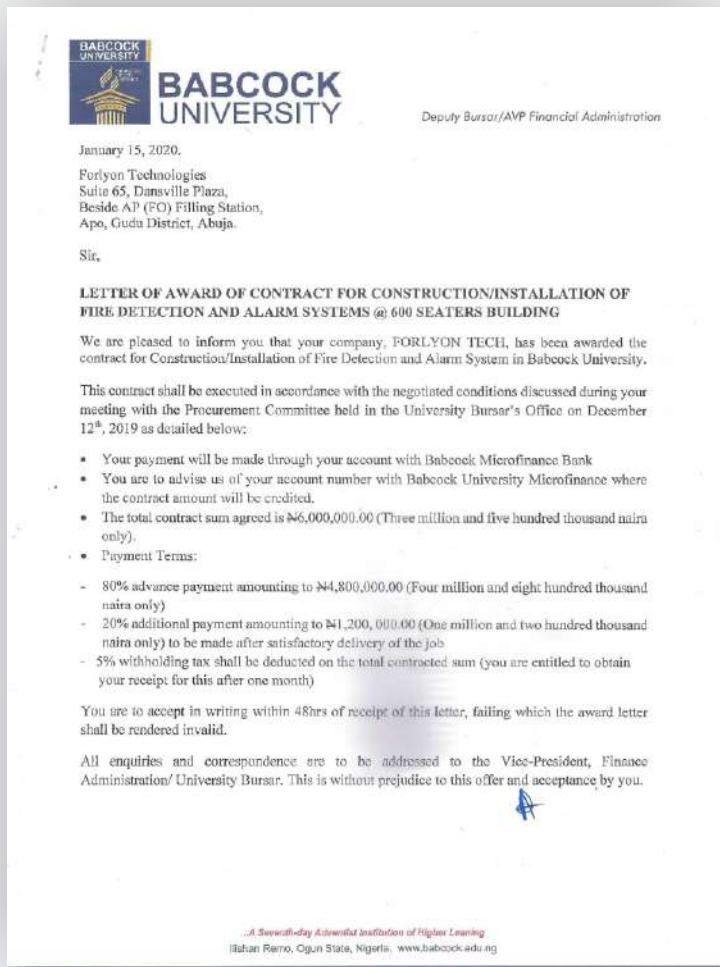 BABCOCK
UNIVERSITY
BABCOCK
UNIVERSITY
Deputy Bursar/AVP Financial Administration
January 15, 2020.
Forlyon Technologies
Suite 65, Dansville Plaza,
Beside AP (FO) Filling Station,
Apo, Gudu District, Abuja.
Sir,
LETTER OF AWARD OF CONTRACT FOR CONSTRUCTION/INSTALLATION OF
FIRE DETECTION AND ALARM SYSTEMS @ 600 SEATERS BUILDING
We are pleased to inform you that your company, FORLYON TECH, has been awarded the
contract for Construction/Installation of Fire Detection and Alarm System in Babcock University.
This contract shall be executed in accordance with the negotiated conditions discussed during your
meeting with the Procurement Committee held in the University Bursar's Office on December
12th, 2019 as detailed below:
▪ Your payment will be made through your account with Babcock Microfinance Bank
▪ You are to advise us of your account number with Babcock University Microfinance where
the contract amount will be credited.
• The total contract sum agreed is ₦6,000,000.00 (Three million and five hundred thousand naira
only).
• Payment Terms:
- 80% advance payment amounting to ₦4,800,000.00 (Four million and eight hundred thousand
naira only)
- 20% additional payment amounting to ₦1,200, 000.00 (One million and two hundred thousand
naira only) to be made after satisfactory delivery of the job
- 5% withholding tax shall be deducted on the total contracted sum (you are entitled to obtain
your receipt for this after one month)
You are to accept in writing within 48hrs of receipt of this letter, failing which the award letter
shall be rendered invalid.
All enquiries and correspondence are to be addressed to the Vice-President, Finance
Administration/ University Bursar. This is without prejudice to this offer and acceptance by you.
...A Seventh-day Adventist Institution of Higher Learning
Ilishan Remo, Ogun State, Nigeria. www.babcock.edu.ng